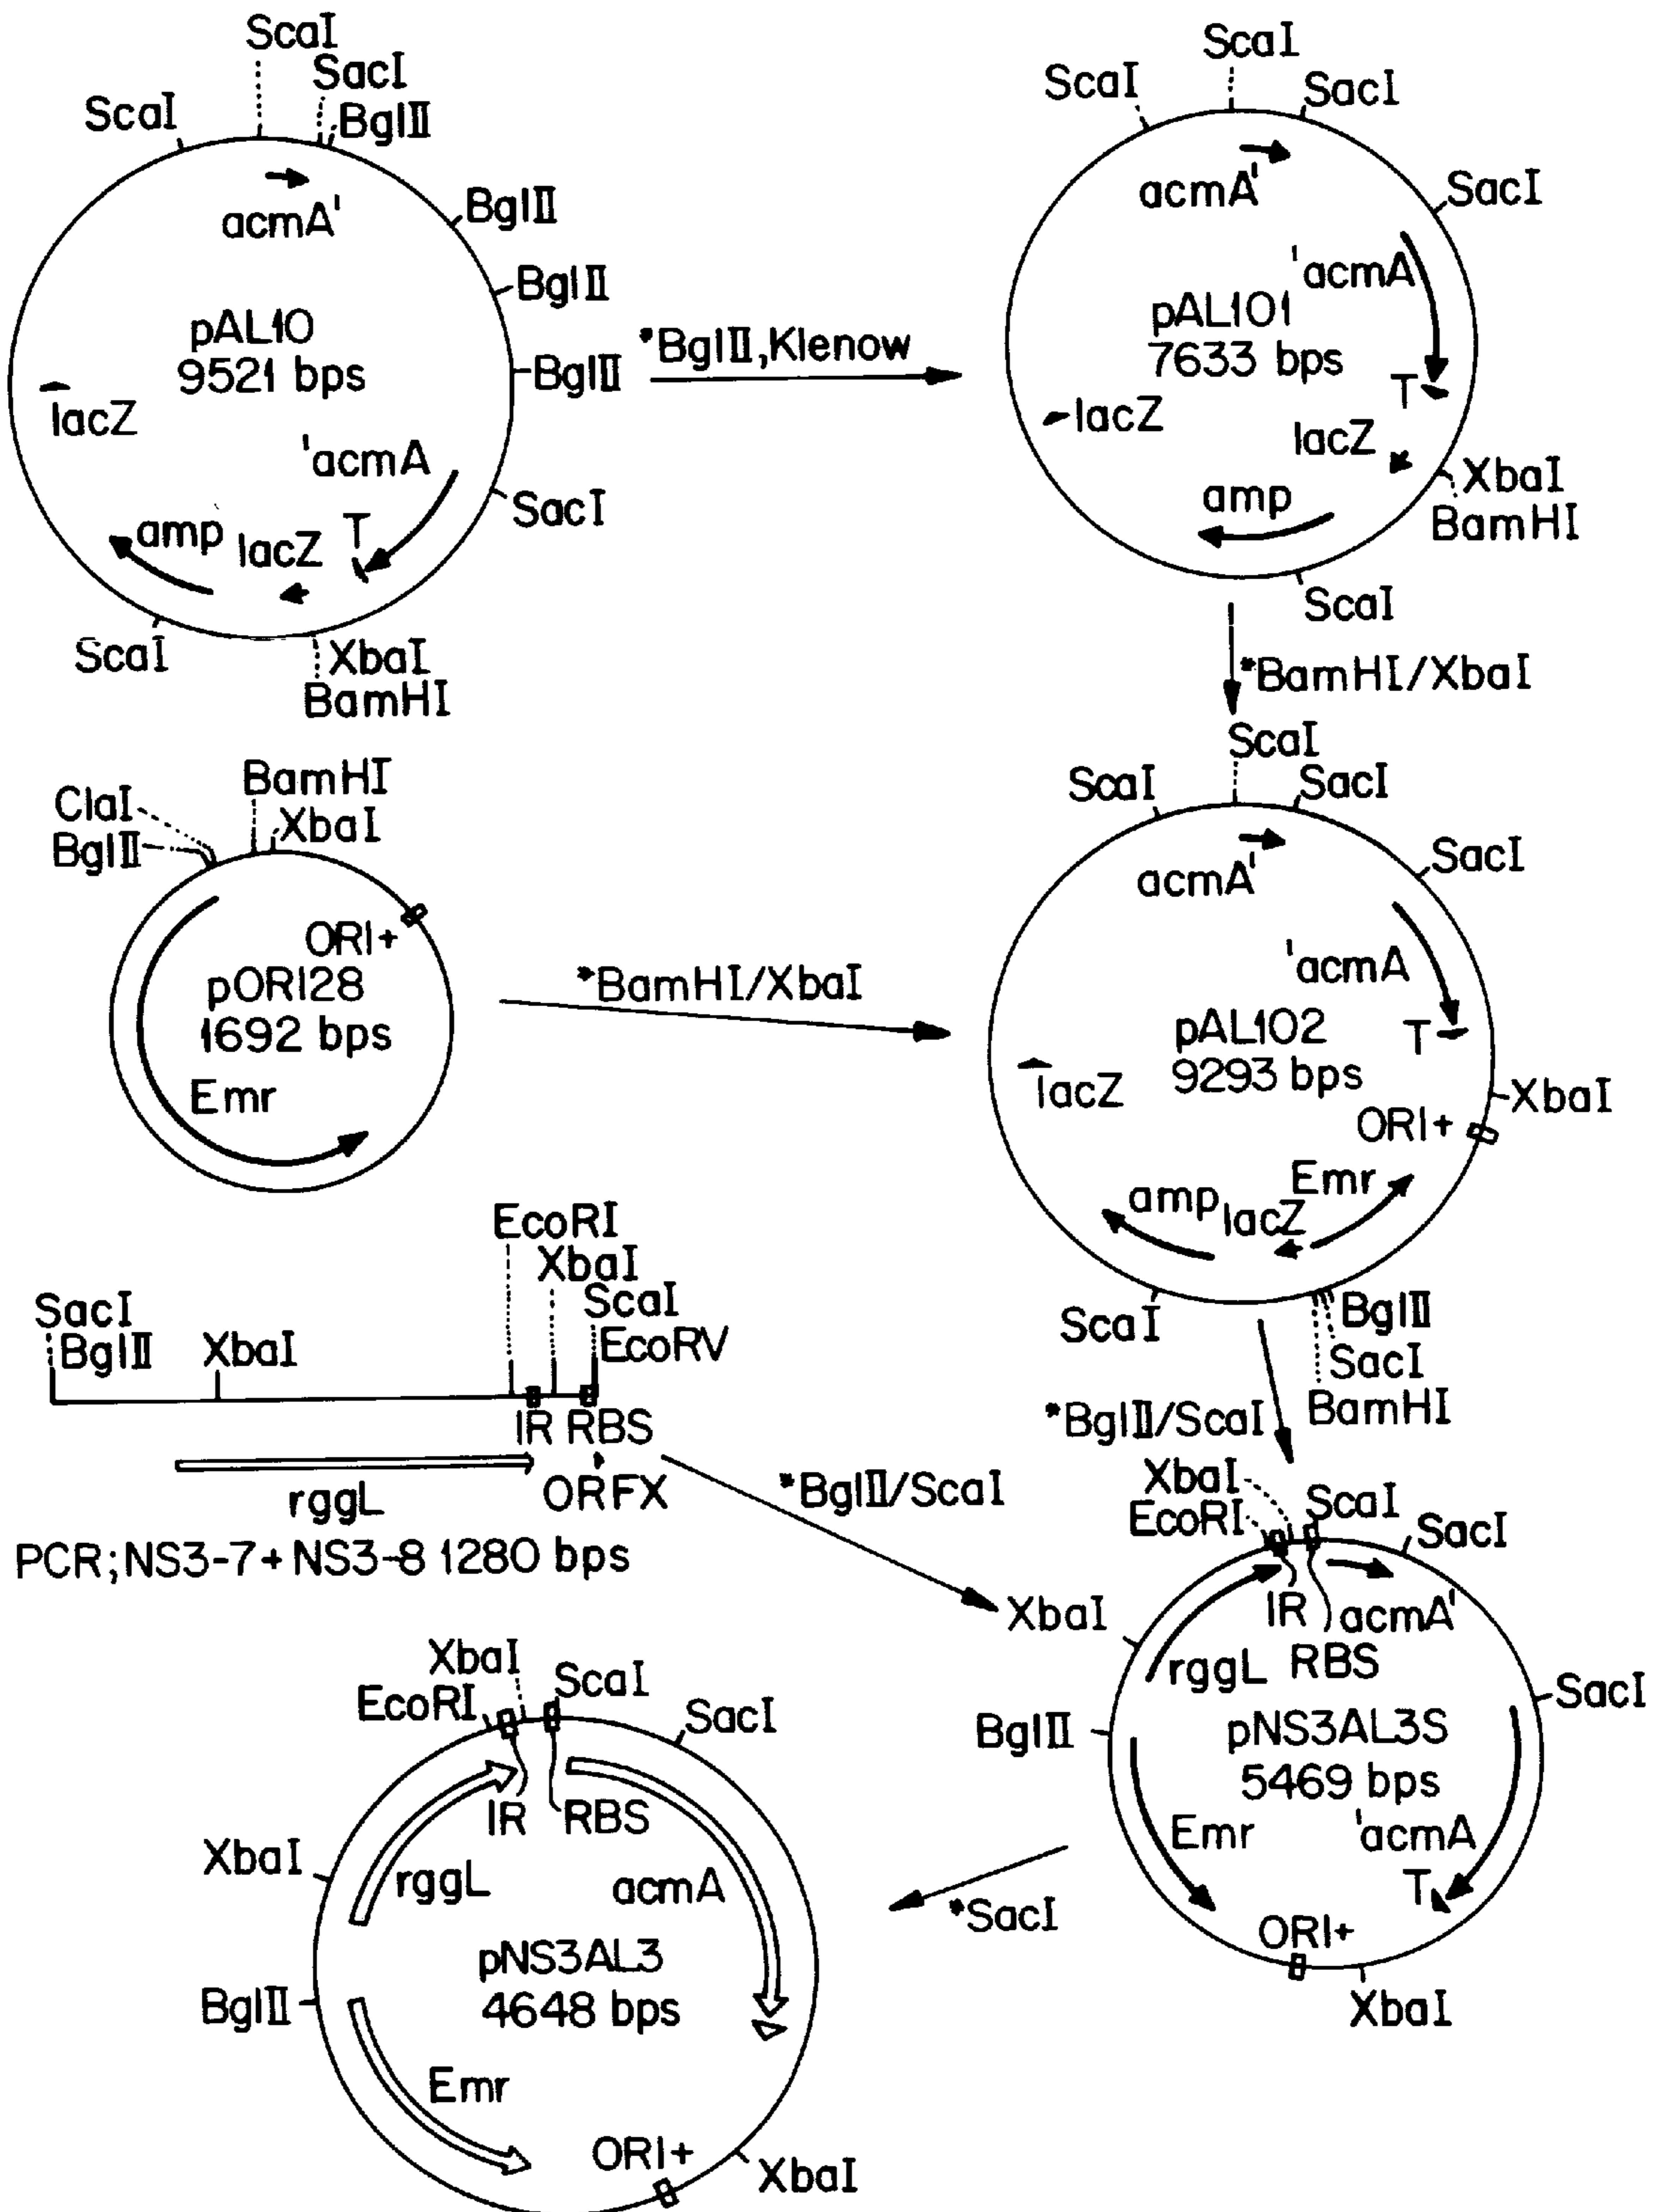 ScaI
SacI
ScaI
BglII
acmA'
BglII
BglII
pAL10
9521 bps
BglII
lacZ
'acmA
SacI
T
amp
lacZ
ScaI
XbaI
BamHI
*BglII,Klenow
ScaI
ScaI
SacI
acmA'
SacI
'acmA
pAL101
7633 bps
T
lacZ
lacZ
XbaI
amp
BamHI
ScaI
*BamHI/XbaI
BamHI
ClaI
XbaI
BglII
ORI+
pORI28
1692 bps
Emr
*BamHI/XbaI
ScaI
ScaI
SacI
acmA'
SacI
'acmA
pAL102
T
9293 bps
lacZ
XbaI
ORI+
Emr
amp
lacZ
BglII
ScaI
SacI
BamHI
*BglII/ScaI
EcoRI
XbaI
SacI
ScaI
BglII
XbaI
EcoRV
IR RBS
rggL
ORFX
PCR;NS3-7+NS3-8 1280 bps
*BglII/ScaI
XbaI
ScaI
EcoRI
SacI
XbaI
IR
acmA'
rggL
RBS
SacI
BglII
pNS3AL3S
5469 bps
Emr
'acmA
T
ORI+
XbaI
*SacI
XbaI
ScaI
EcoRI
SacI
IR
RBS
XbaI
rggL
acmA
pNS3AL3
BglII
4648 bps
Emr
ORI+
XbaI